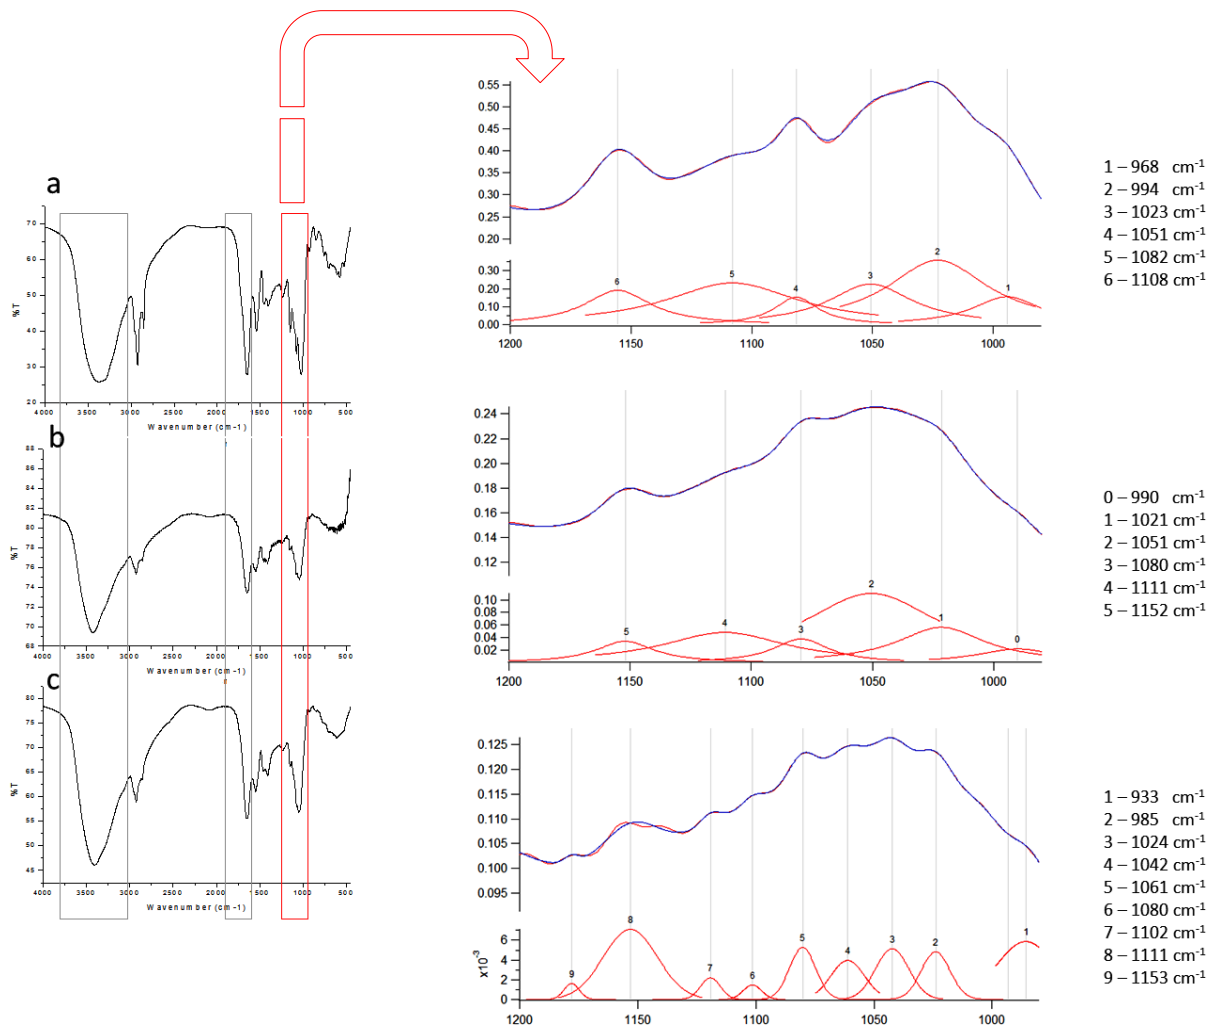 a
%T
70
60
50
40
30
20
4000 3500 3000 2500 2000 1500 1000 500
Wavenumber (cm-1)
b
%T
88
86
84
82
80
78
76
74
72
70
68
4000 3500 3000 2500 2000 1500 1000 500
Wavenumber (cm-1)
c
%T
80
75
70
65
60
55
50
45
4000 3500 3000 2500 2000 1500 1000 500
Wavenumber (cm-1)
0.55
0.50
0.45
0.40
0.35
0.30
0.25
0.20
0.30
0.20
0.10
0.00
6 5 4 3 2 1
1200 1150 1100 1050 1000
1 – 968 cm-1
2 – 994 cm-1
3 – 1023 cm-1
4 – 1051 cm-1
5 – 1082 cm-1
6 – 1108 cm-1
0.24
0.22
0.20
0.18
0.16
0.14
0.12
0.10
0.08
0.06
0.04
0.02
5 4 3 2 1 0
1200 1150 1100 1050 1000
0 – 990 cm-1
1 – 1021 cm-1
2 – 1051 cm-1
3 – 1080 cm-1
4 – 1111 cm-1
5 – 1152 cm-1
0.125
0.120
0.115
0.110
0.105
0.100
0.095
x10-3
6
4
2
0
9 8 7 6 5 4 3 2 1
1200 1150 1100 1050 1000
1 – 933 cm-1
2 – 985 cm-1
3 – 1024 cm-1
4 – 1042 cm-1
5 – 1061 cm-1
6 – 1080 cm-1
7 – 1102 cm-1
8 – 1111 cm-1
9 – 1153 cm-1